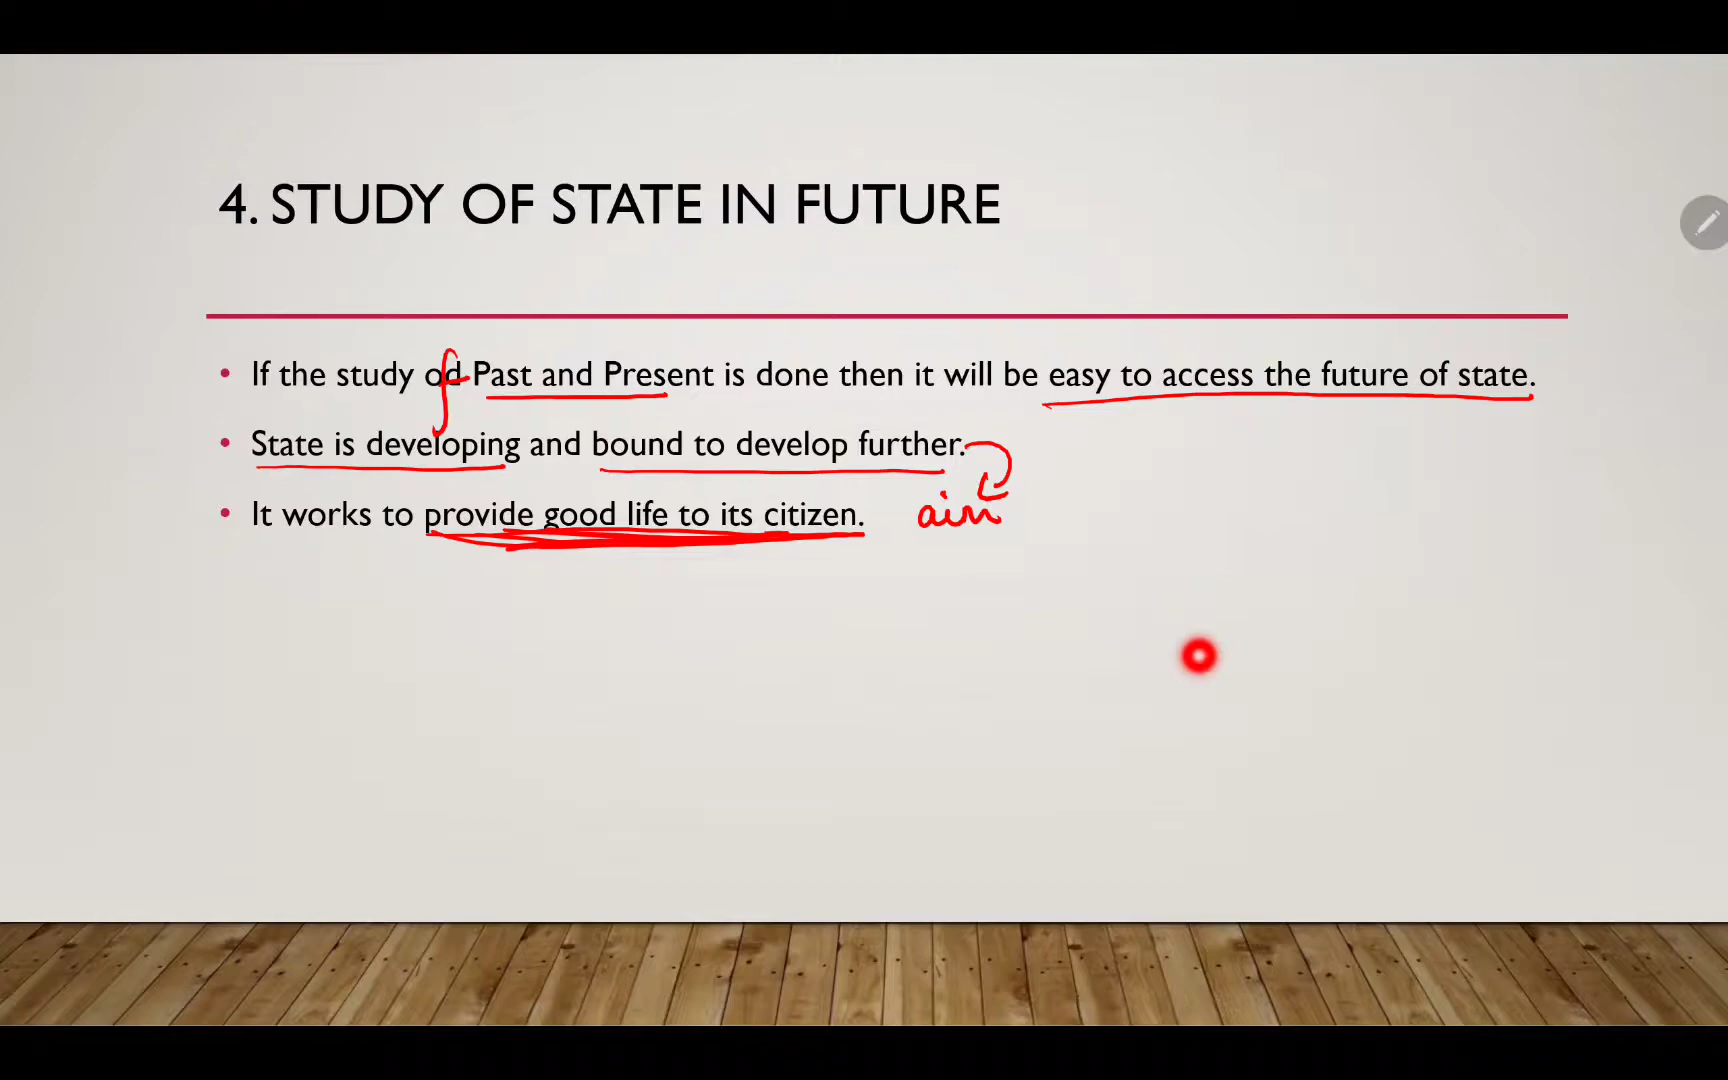 4. STUDY OF STATE IN FUTURE
• If the study od Past and Present is done then it will be easy to access the future of state.
f
• State is developing and bound to develop further.
• It works to provide good life to its citizen.
aim